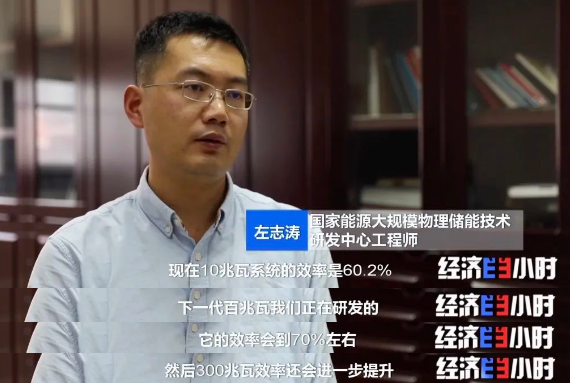 左志涛
国家能源大规模物理储能技术
研发中心工程师
现在10兆瓦系统的效率是60.2%
经济半小时
下一代百兆瓦我们正在研发的
经济半小时
它的效率会到70%左右
经济半小时
然后300兆瓦效率还会进一步提升
经济半小时